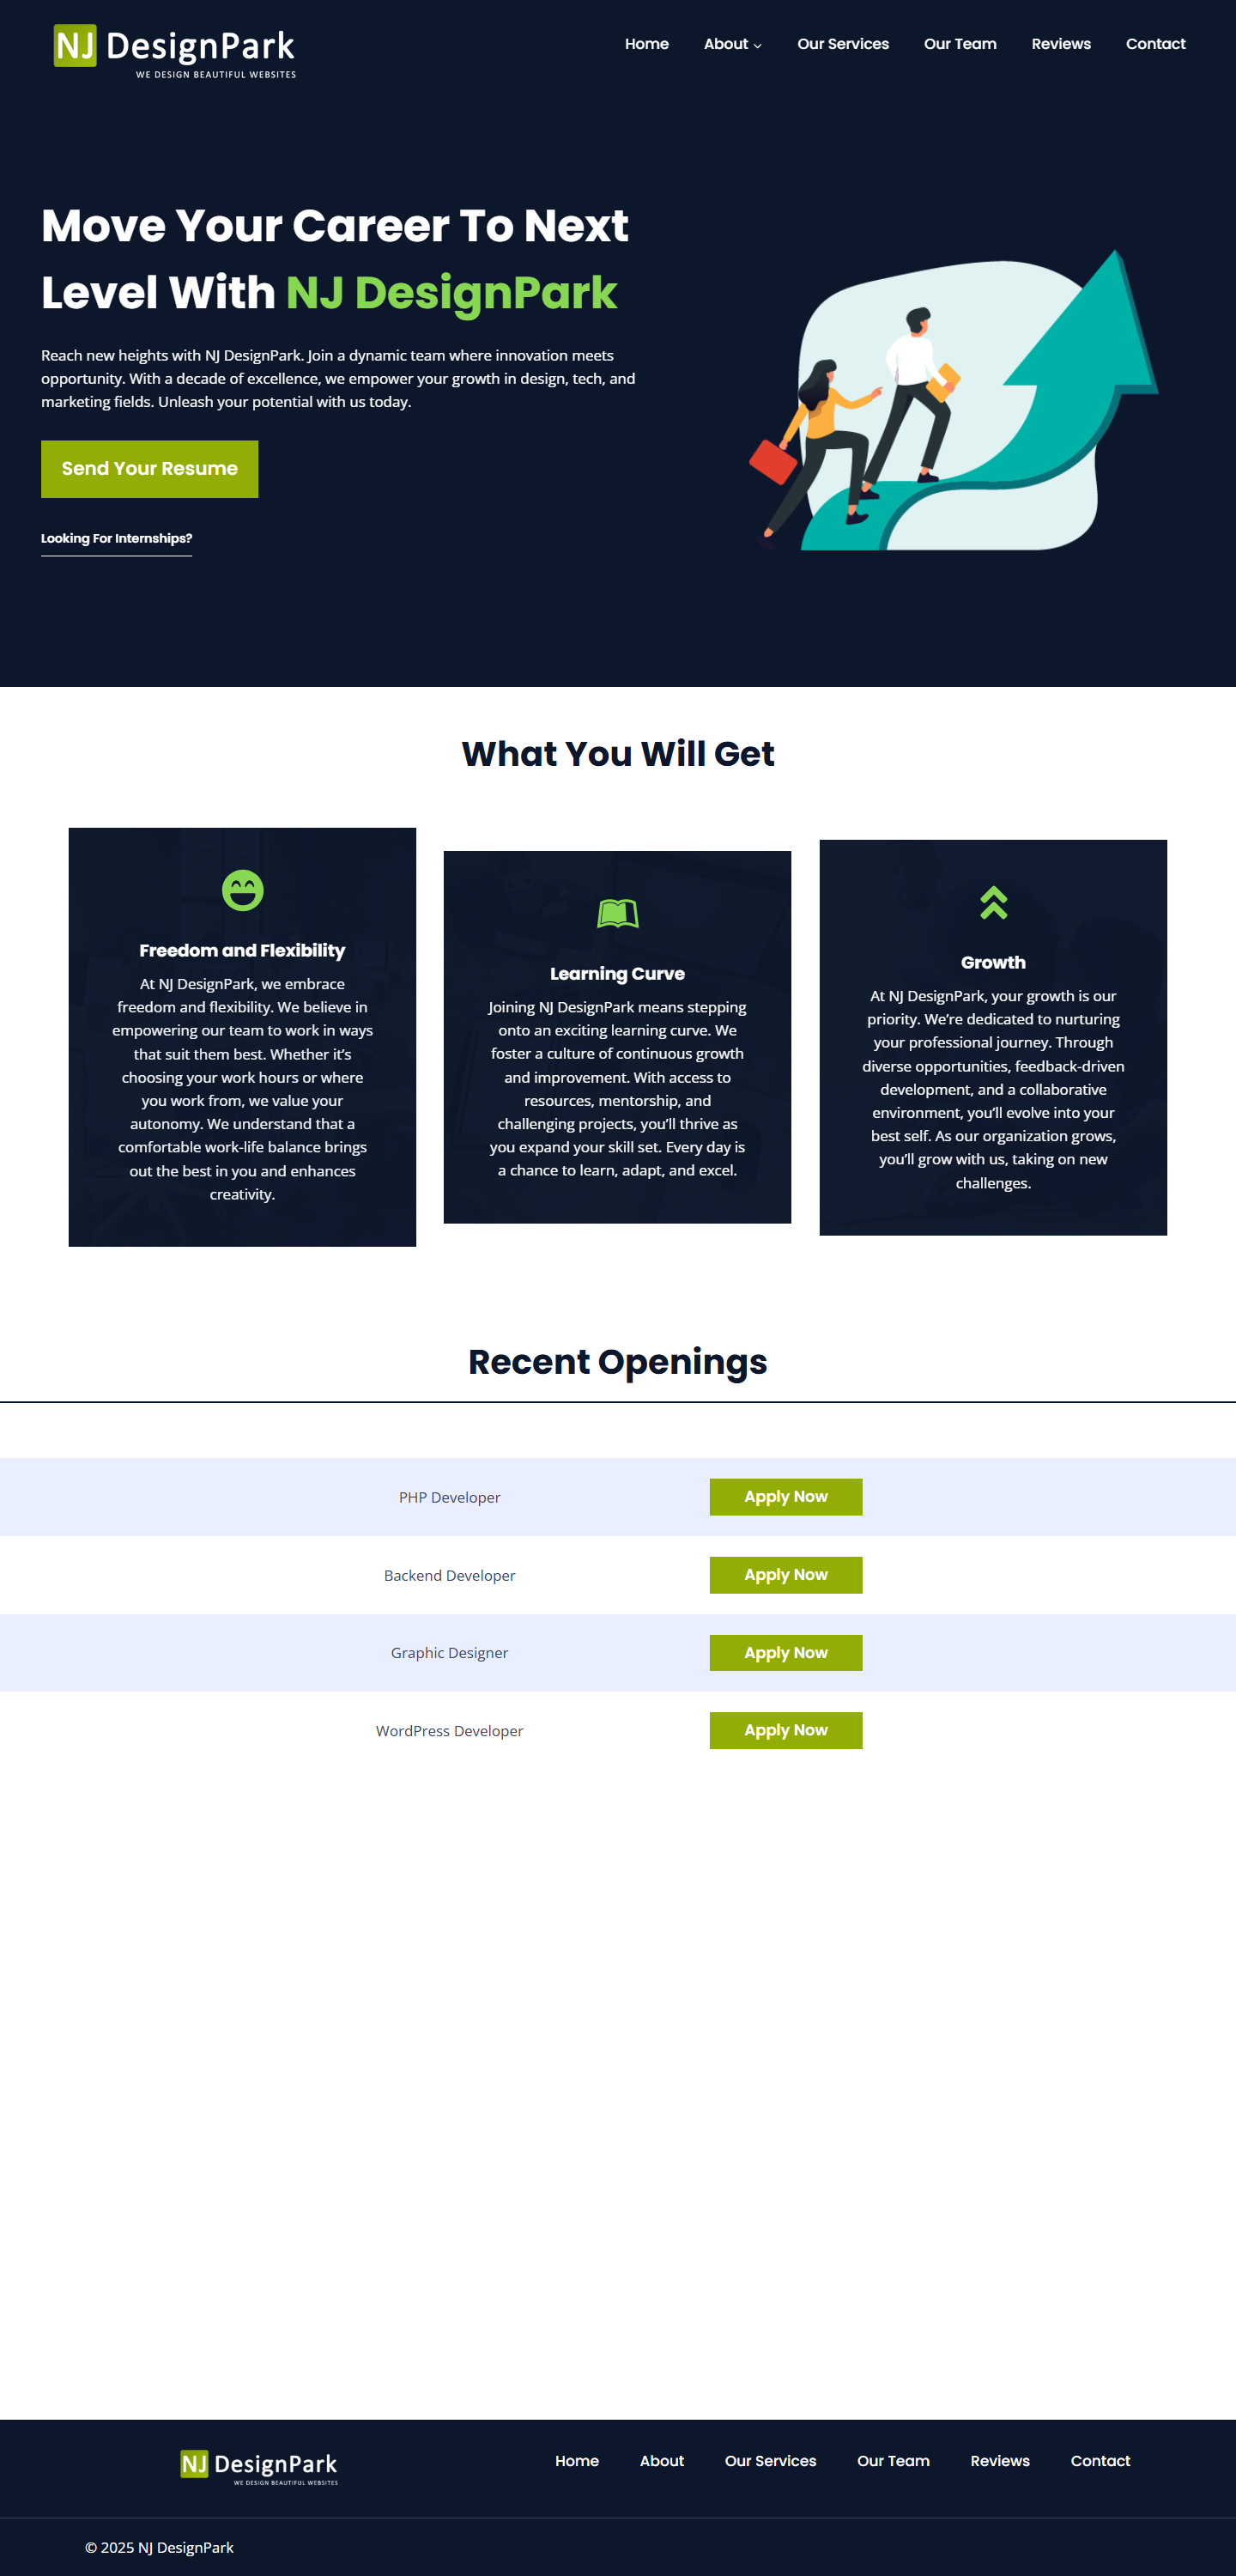 NJ DesignPark
WE DESIGN BEAUTIFUL WEBSITES
Home About Our Services Our Team Reviews Contact
Move Your Career To Next
Level With NJ DesignPark
Reach new heights with NJ DesignPark. Join a dynamic team where innovation meets
opportunity. With a decade of excellence, we empower your growth in design, tech, and
marketing fields. Unleash your potential with us today.
Send Your Resume
Looking For Internships?
What You Will Get
Freedom and Flexibility
At NJ DesignPark, we embrace
freedom and flexibility. We believe in
empowering our team to work in ways
that suit them best. Whether it’s
choosing your work hours or where
you work from, we value your
autonomy. We understand that a
comfortable work-life balance brings
out the best in you and enhances
creativity.
Learning Curve
Joining NJ DesignPark means stepping
onto an exciting learning curve. We
foster a culture of continuous growth
and improvement. With access to
resources, mentorship, and
challenging projects, you’ll thrive as
you expand your skill set. Every day is
a chance to learn, adapt, and excel.
Growth
At NJ DesignPark, your growth is our
priority. We’re dedicated to nurturing
your professional journey. Through
diverse opportunities, feedback-driven
development, and a collaborative
environment, you’ll evolve into your
best self. As our organization grows,
you’ll grow with us, taking on new
challenges.
Recent Openings
PHP Developer Apply Now
Backend Developer Apply Now
Graphic Designer Apply Now
WordPress Developer Apply Now
NJ DesignPark
WE DESIGN BEAUTIFUL WEBSITES
Home About Our Services Our Team Reviews Contact
© 2025 NJ DesignPark